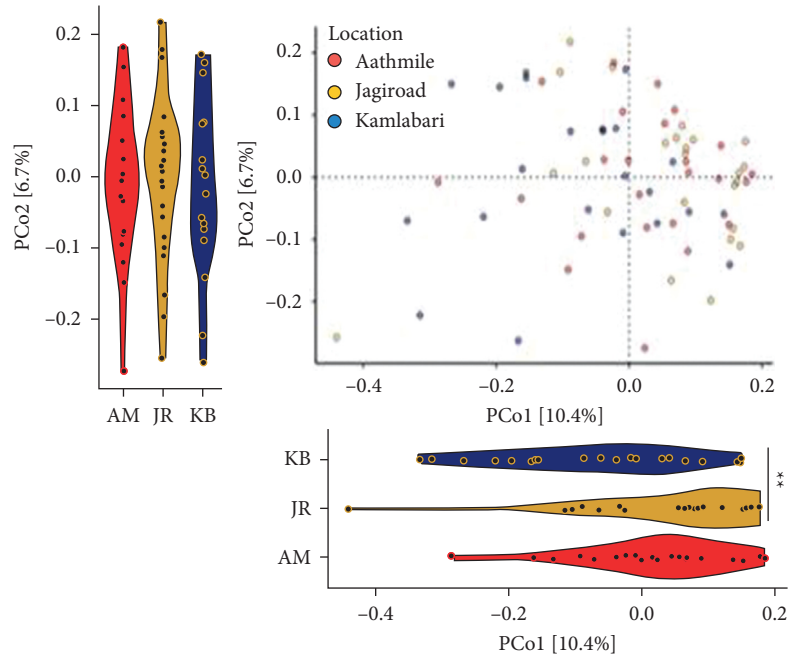 0.2
0.1
0.0
−0.1
−0.2
PCo2 [6.7%]
AM JR KB
Location
Aathmile
Jagiroad
Kamlabari
0.2
0.1
0.0
−0.1
−0.2
PCo2 [6.7%]
−0.4 −0.2 0.0 0.2
PCo1 [10.4%]
KB
JR
AM
**
−0.4 −0.2 0.0 0.2
PCo1 [10.4%]